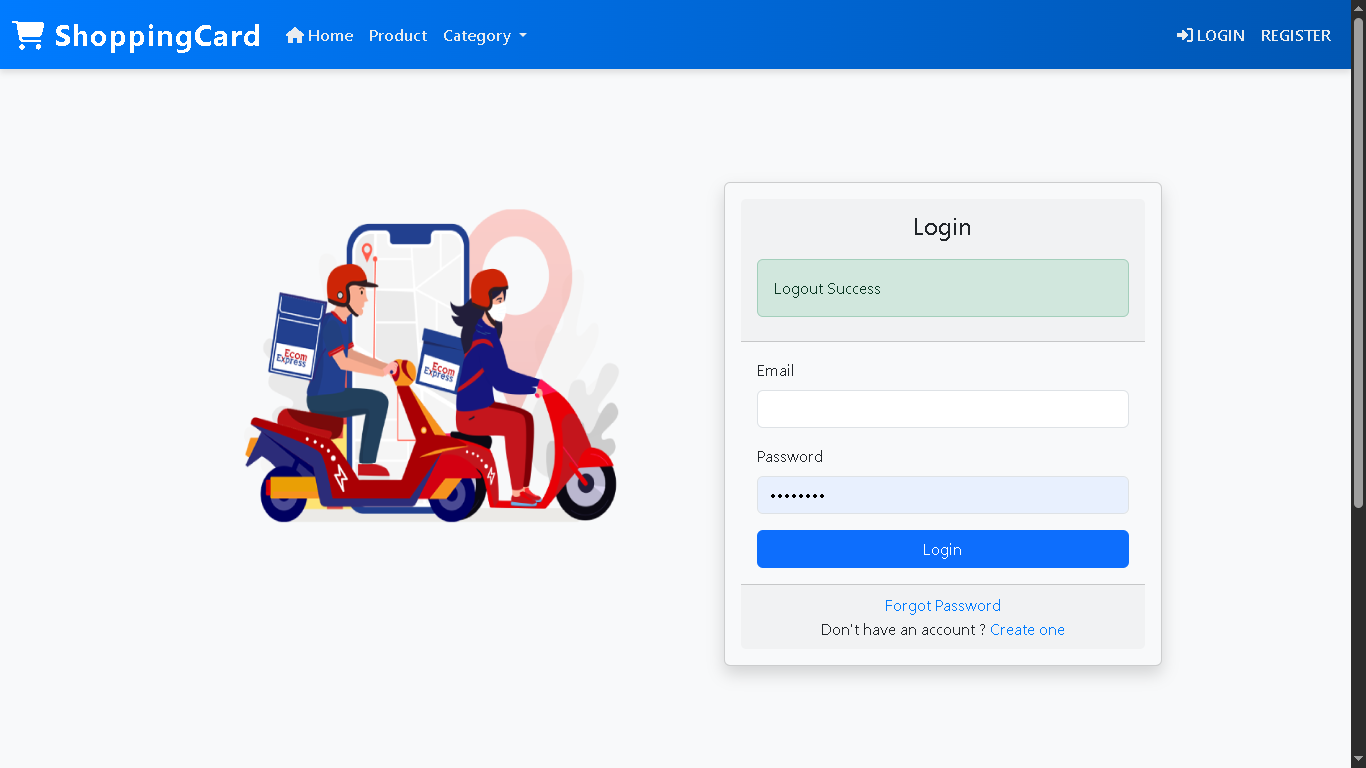 ShoppingCard Home Product Category LOGIN REGISTER
Ecom
Express
Ecom
Express
Login
Logout Success
Email
Password
••••••••
Login
Forgot Password
Don't have an account ? Create one